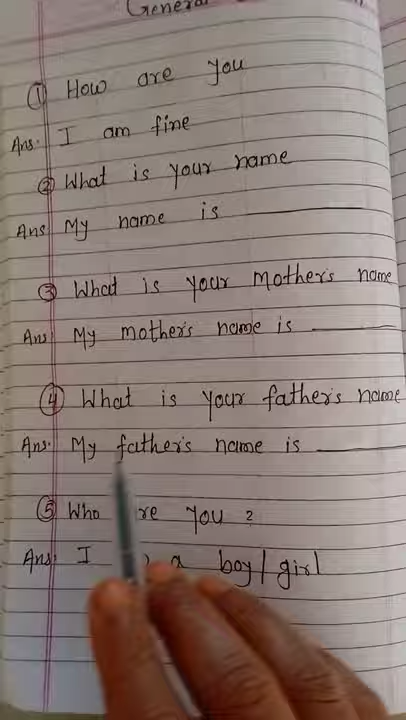 General
① How are you
Ans: I am fine
② What is your name
Ans My name is
③ What is your mother's name
Ans: My mother's name is
④ What is your father's name
Ans: My father's name is
⑤ Who re you ?
Ans: I a boy/girl